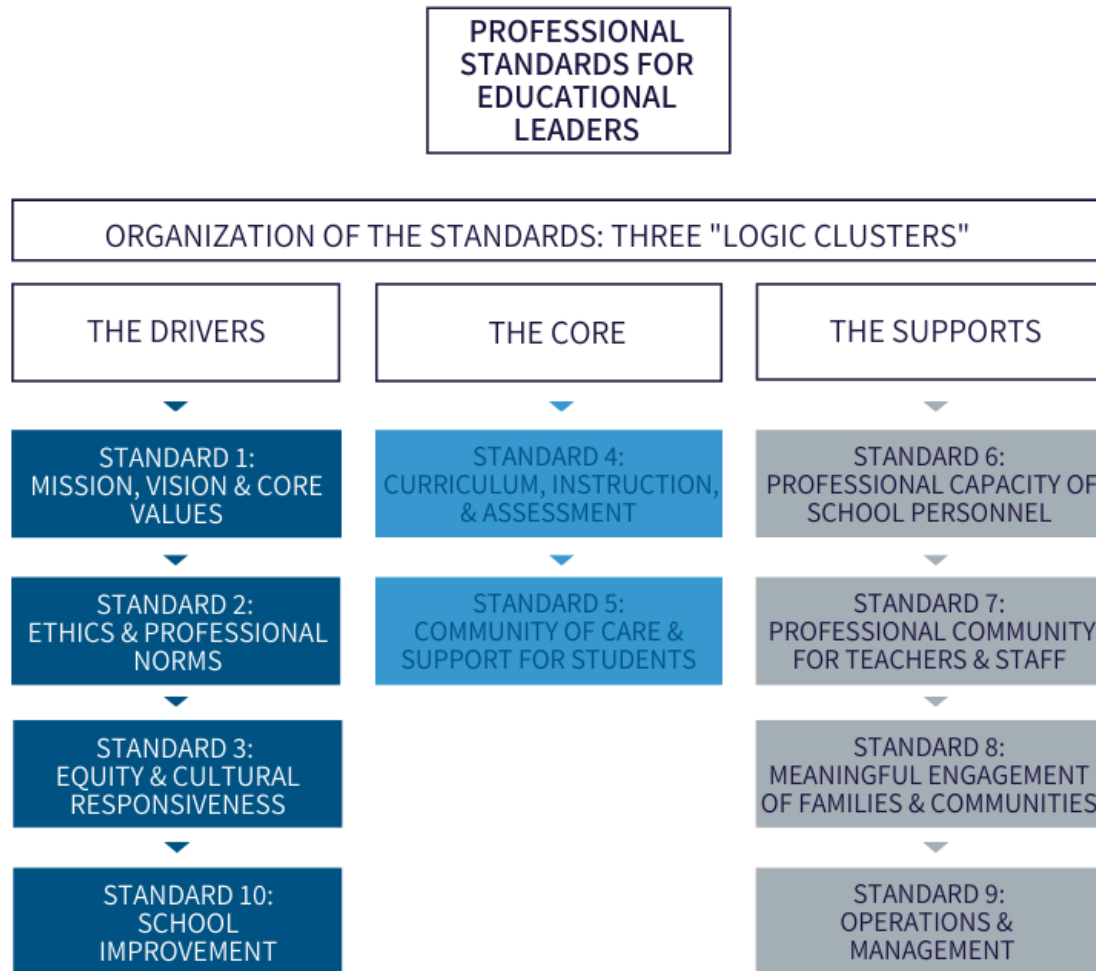 PROFESSIONAL
STANDARDS FOR
EDUCATIONAL
LEADERS
ORGANIZATION OF THE STANDARDS: THREE "LOGIC CLUSTERS"
THE DRIVERS
STANDARD 1:
MISSION, VISION & CORE
VALUES
STANDARD 2:
ETHICS & PROFESSIONAL
NORMS
STANDARD 3:
EQUITY & CULTURAL
RESPONSIVENESS
STANDARD 10:
SCHOOL
IMPROVEMENT
THE CORE
STANDARD 4:
CURRICULUM, INSTRUCTION,
& ASSESSMENT
STANDARD 5:
COMMUNITY OF CARE &
SUPPORT FOR STUDENTS
THE SUPPORTS
STANDARD 6:
PROFESSIONAL CAPACITY OF
SCHOOL PERSONNEL
STANDARD 7:
PROFESSIONAL COMMUNITY
FOR TEACHERS & STAFF
STANDARD 8:
MEANINGFUL ENGAGEMENT
OF FAMILIES & COMMUNITIES
STANDARD 9:
OPERATIONS &
MANAGEMENT